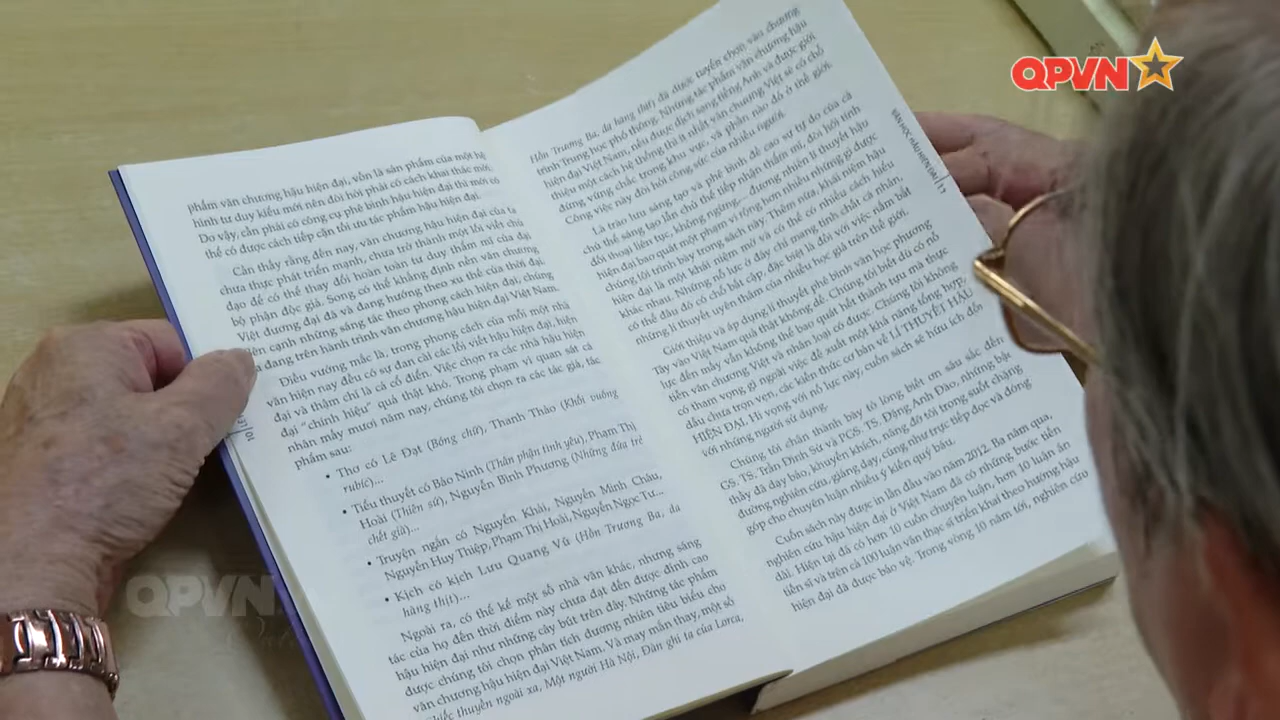 QPVN
phẩm văn chương hậu hiện đại, vốn là sản phẩm của một hệ
hình tư duy kiểu mới nên đòi hỏi phải có cách khai thác mới.
Do vậy, cần phải có công cụ phê bình hậu hiện đại thì mới có
thể có được cách tiếp cận tối ưu tác phẩm hậu hiện đại.
Cần thấy rằng đến nay, văn chương hậu hiện đại của ta
chưa thực phát triển mạnh, chưa trở thành một lối viết chủ
đạo để có thể thay đổi hoàn toàn tư duy thẩm mĩ của đại
bộ phận độc giả. Song có thể khẳng định nền văn chương
Việt đương đại đã và đang hướng theo xu thế của thời đại,
cạnh những sáng tác theo phong cách hiện đại, chúng
đang trên hành trình văn chương hậu hiện đại Việt Nam.
Điều vướng mắc là, trong phong cách của mỗi một nhà
văn hiện nay đều có sự đan cài các lối viết hậu hiện đại, hiện
đại và thậm chí là cả cổ điển. Việc chọn ra các nhà hậu hiện
đại "chính hiệu" quả thật khó. Trong phạm vi quan sát cá
nhân mấy mươi năm nay, chúng tôi chọn ra các tác giả, tác
phẩm sau:
• Thơ có Lê Đạt (Bóng chữ), Thanh Thảo (Khối vuông
rubic)...
• Tiểu thuyết có Bảo Ninh (Thân phận tình yêu), Phạm Thị
Hoài (Thiên sứ), Nguyễn Bình Phương (Những đứa trẻ
chết già)...
• Truyện ngắn có Nguyễn Khải, Nguyễn Minh Châu,
Nguyễn Huy Thiệp, Phạm Thị Hoài, Nguyễn Ngọc Tư...
• Kịch có kịch Lưu Quang Vũ (Hồn Trương Ba, da
hàng thịt)...
Ngoài ra, có thể kể một số nhà văn khác, nhưng sáng
tác của họ đến thời điểm này chưa đạt đến được đỉnh cao
hậu hiện đại như những cây bút trên đây. Những tác phẩm
được chúng tôi chọn phân tích đương nhiên tiêu biểu cho
văn chương hậu hiện đại Việt Nam. Và may mắn thay, một số
thuyền ngoài xa, Một người Hà Nội, Đàn ghi ta của Lorca,
Hồn Trương Ba, da hàng thịt) đã được tuyển chọn vào chương
trình Trung học phổ thông. Những tác phẩm văn chương hậu
hiện đại Việt Nam, nếu được dịch sang tiếng Anh và được giới
thiệu một cách hệ thống thì ít nhất văn chương Việt sẽ có chỗ
đứng vững chắc trong khu vực, và phần nào đó ở thế giới.
Công việc này đòi hỏi công sức của nhiều người.
Là trào lưu sáng tạo và phê bình đề cao sự tự do của cả
chủ thể sáng tạo lẫn chủ thể tiếp nhận thẩm mĩ, đòi hỏi tính
đối thoại liên tục, không ngừng,... đương nhiên lí thuyết hậu
hiện đại bao quát một phạm vi rộng hơn nhiều những gì được
chúng tôi trình bày trong sách này. Thêm nữa, khái niệm hậu
hiện đại là một khái niệm mở và có thể có nhiều cách hiểu
khác nhau. Những nỗ lực ở đây chỉ mang tính chất cá nhân,
có thể đâu đó có chỗ bất cập, đặc biệt là đối với việc nắm bắt
những lí thuyết uyên thâm của nhiều học giả trên thế giới.
Giới thiệu và áp dụng lí thuyết phê bình văn học phương
Tây vào Việt Nam quả thật không dễ. Chúng tôi biết dù có nỗ
lực đến mấy vẫn không thể bao quát hết thành tựu mà thực
tiễn văn chương Việt và nhân loại có được. Chúng tôi không
có tham vọng gì ngoài việc đề xuất một khả năng tổng hợp,
dẫu chưa trọn vẹn, các kiến thức cơ bản về LÍ THUYẾT HẬU
HIỆN ĐẠI. Hi vọng với nỗ lực này, cuốn sách sẽ hữu ích đối
với những người sử dụng.
Chúng tôi chân thành bày tỏ lòng biết ơn sâu sắc đến
GS. TS. Trần Đình Sử và PGS. TS. Đặng Anh Đào, những bậc
thầy đã dạy bảo, khuyến khích, nâng đỡ tôi trong suốt chặng
đường nghiên cứu, giảng dạy, cũng như trực tiếp đọc và đóng
góp cho chuyên luận nhiều ý kiến quý báu.
Cuốn sách này được in lần đầu vào năm 2012. Ba năm qua,
nghiên cứu hậu hiện đại ở Việt Nam đã có những bước tiến
dài. Hiện tại đã có hơn 10 cuốn chuyên luận, hơn 10 luận án
tiến sĩ và trên cả 100 luận văn thạc sĩ triển khai theo hướng hậu
hiện đại đã được bảo vệ. Trong vòng 10 năm tới, nghiên cứu
QPVN